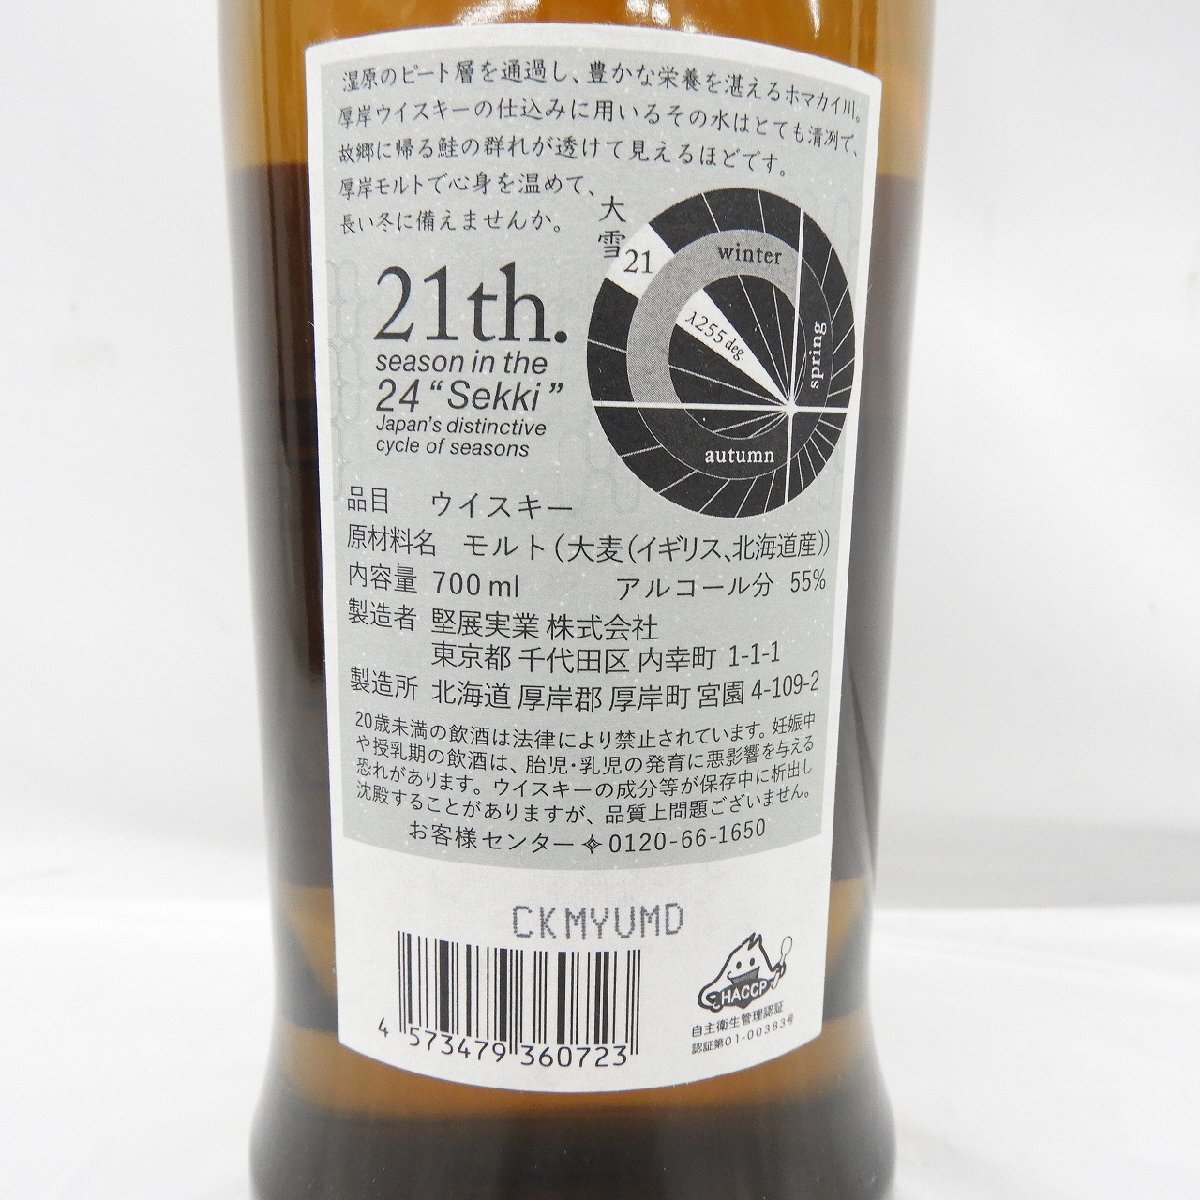 湿原のピート層を通過し、豊かな栄養を湛えるホマカイ川。
厚岸ウイスキーの仕込みに用いるその水はとても清冽で、
故郷に帰る鮭の群れが透けて見えるほどです。
厚岸モルトで心身を温めて、
長い冬に備えませんか。
大雪
21
winter
λ255 deg.
spring
autumn
21th.
season in the
24 “Sekki”
Japan's distinctive
cycle of seasons
品目 ウイスキー
原材料名 モルト(大麦(イギリス、北海道産))
内容量 700ml アルコール分 55%
製造者 堅展実業 株式会社
東京都 千代田区 内幸町 1-1-1
製造所 北海道 厚岸郡 厚岸町 宮園 4-109-2
20歳未満の飲酒は法律により禁止されています。妊娠中
や授乳期の飲酒は、胎児・乳児の発育に悪影響を与える
恐れがあります。ウイスキーの成分等が保存中に析出し
沈殿することがありますが、品質上問題ございません。
お客様センター 0120-66-1650
CKMYUMD
4 573479 360723
HACCP
自主衛生管理認証
認証第01-00393号